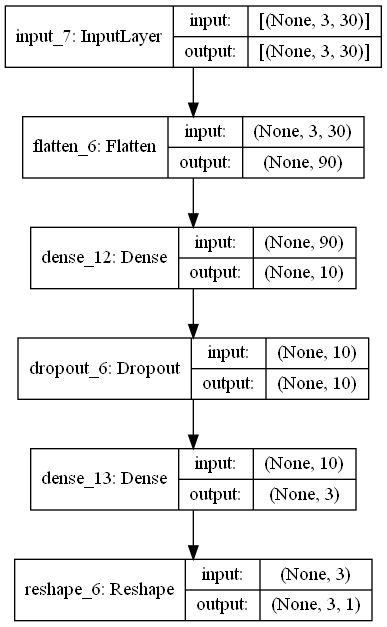 input_7: InputLayer
input: [(None, 3, 30)]
output: [(None, 3, 30)]
flatten_6: Flatten
input: (None, 3, 30)
output: (None, 90)
dense_12: Dense
input: (None, 90)
output: (None, 10)
dropout_6: Dropout
input: (None, 10)
output: (None, 10)
dense_13: Dense
input: (None, 10)
output: (None, 3)
reshape_6: Reshape
input: (None, 3)
output: (None, 3, 1)